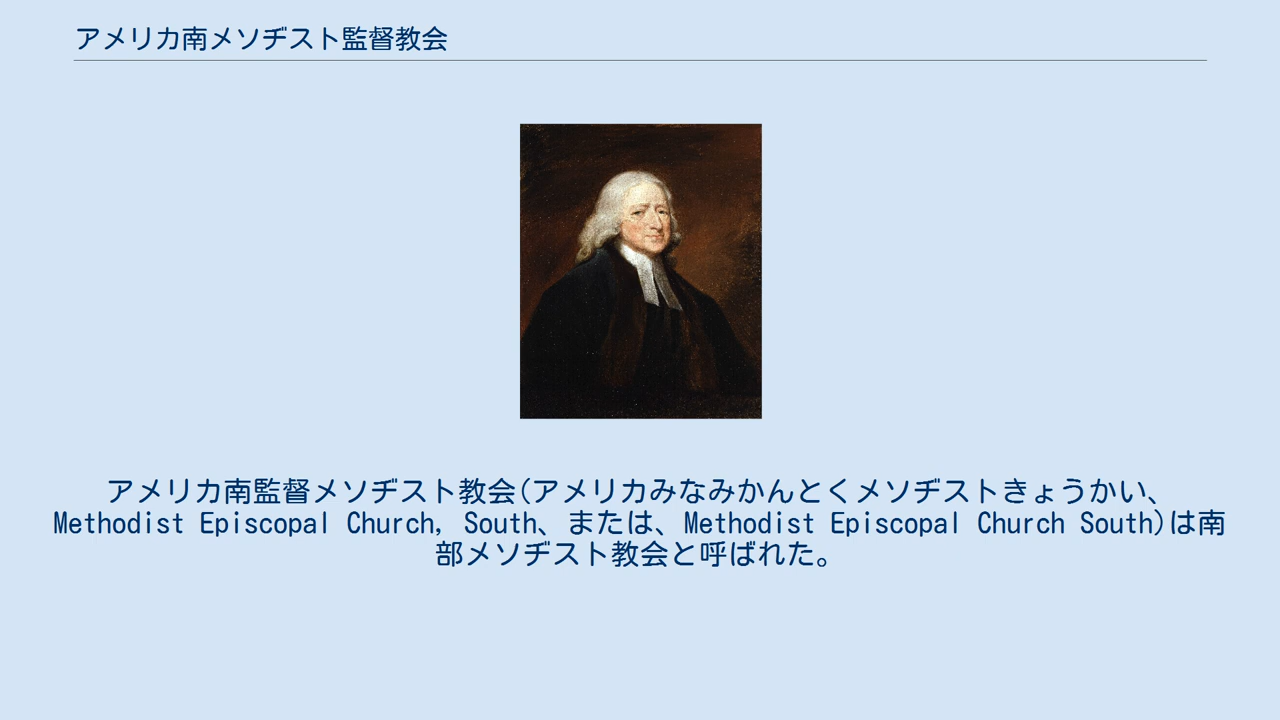 アメリカ南メソヂスト監督教会
アメリカ南監督メソヂスト教会(アメリカみなみかんとくメソヂストきょうかい、
Methodist Episcopal Church, South、または、Methodist Episcopal Church South)は南
部メソヂスト教会と呼ばれた。